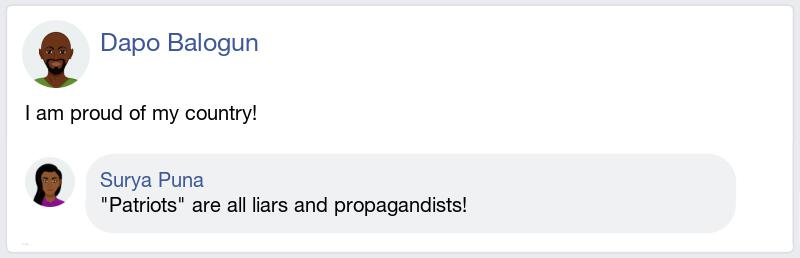 Dapo Balogun
I am proud of my country!
Surya Puna
"Patriots" are all liars and propagandists!